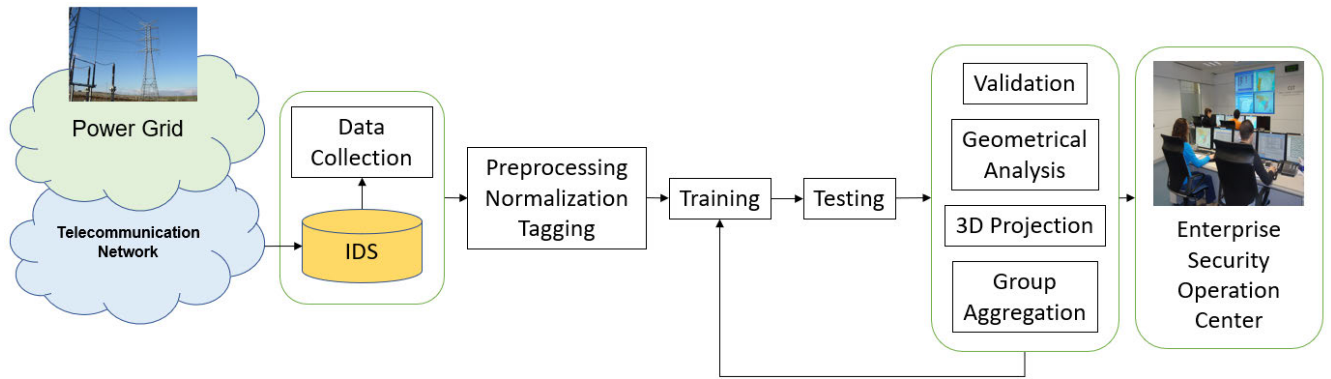 Power Grid
Telecommunication
Network
Data
Collection
IDS
Preprocessing
Normalization
Tagging
Training
Testing
Validation
Geometrical
Analysis
3D Projection
Group
Aggregation
Enterprise
Security
Operation
Center